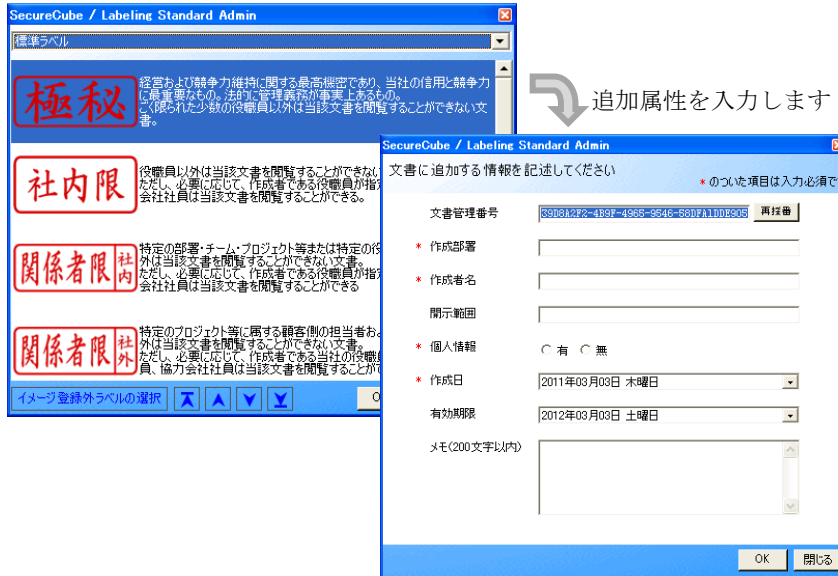 SecureCube / Labeling Standard Admin
標準ラベル
極秘
経営および競争力維持に関する最高機密であり、当社の信用と競争力
に最重要なもの。法的に管理義務が事実上あるもの。
ごく限られた少数の役職員以外は当該文書を閲覧することができない文
書。
社内限
役職員以外は当該文書を閲覧することができない
ただし、必要に応じて、作成者である役職員が指定
会社社員は当該文書を閲覧することができる。
関係者限 社内
特定の部署・チーム・プロジェクト等または特定の役
外は当該文書を閲覧することができない文書。
ただし、必要に応じて、作成者である役職員が指定
会社社員は当該文書を閲覧することができる
関係者限 社外
特定のプロジェクト等に属する顧客側の担当者お
外は当該文書を閲覧することができない文書。
ただし、必要に応じて、作成者である当社の役職
員、協力会社社員は当該文書を閲覧することが
イメージ登録外ラベルの選択
追加属性を入力します
SecureCube / Labeling Standard Admin
文書に追加する情報を記述してください
* のついた項目は入力必須で
文書管理番号 39D8A2F2-4B9F-4965-9546-58DFA1DDE905 再採番
* 作成部署
* 作成者名
開示範囲
* 個人情報 有 無
* 作成日 2011年03月03日 木曜日
有効期限 2012年03月03日 土曜日
メモ(200文字以内)
OK 閉じる